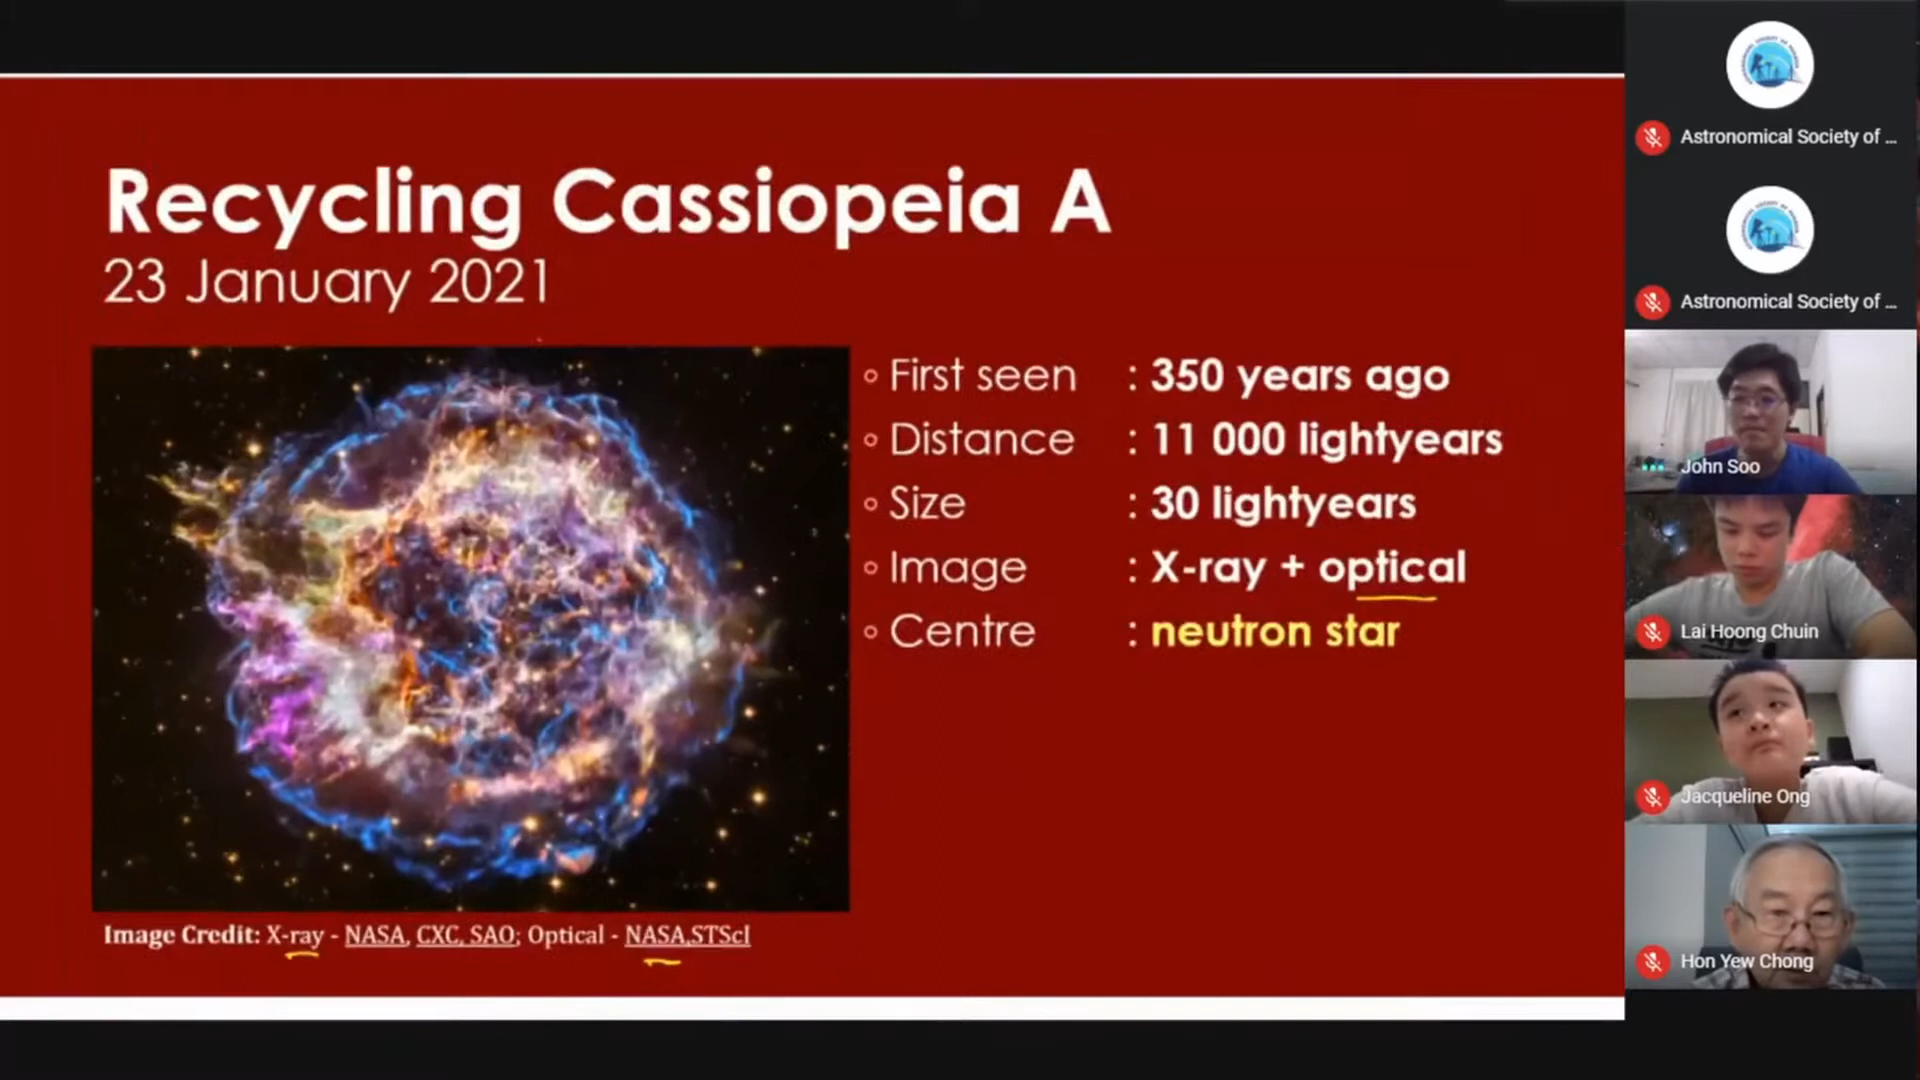 Recycling Cassiopeia A
23 January 2021
First seen : 350 years ago
Distance : 11 000 lightyears
Size : 30 lightyears
Image : X-ray + optical
Centre : neutron star
Image Credit: X-ray - NASA, CXC, SAO; Optical - NASA,STScI
Astronomical Society of ...
Astronomical Society of ...
John Soo
Lai Hoong Chuin
Jacqueline Ong
Hon Yew Chong